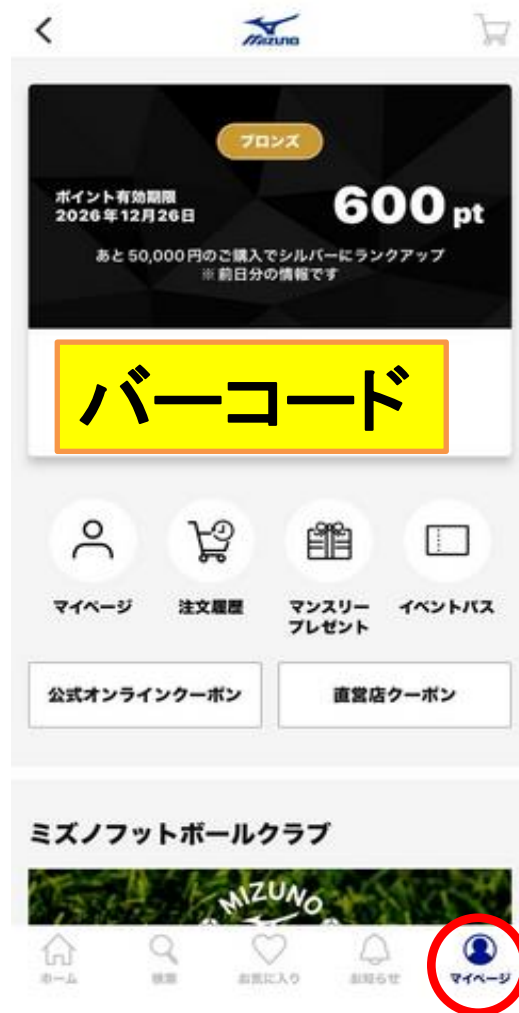 MIZUNO
ブロンズ
ポイント有効期限
2026年12月26日
600 pt
あと50,000円のご購入でシルバーにランクアップ
※前日分の情報です
バーコード
マイページ
注文履歴
マンスリー
プレゼント
イベントパス
公式オンラインクーポン
直営店クーポン
ミズノフットボールクラブ
MIZUNO
ホーム
検索
お気に入り
お知らせ
マイページ